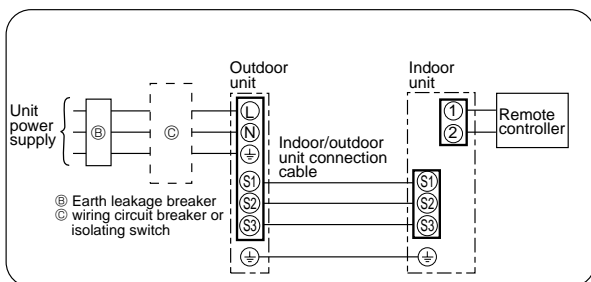 Outdoor
unit
Indoor
unit
Unit
power
supply
Ⓑ
Ⓒ
L
N
S1
S2
S3
Indoor/outdoor
unit connection
cable
1
2
Remote
controller
S1
S2
S3
Ⓑ Earth leakage breaker
Ⓒ wiring circuit breaker or
isolating switch